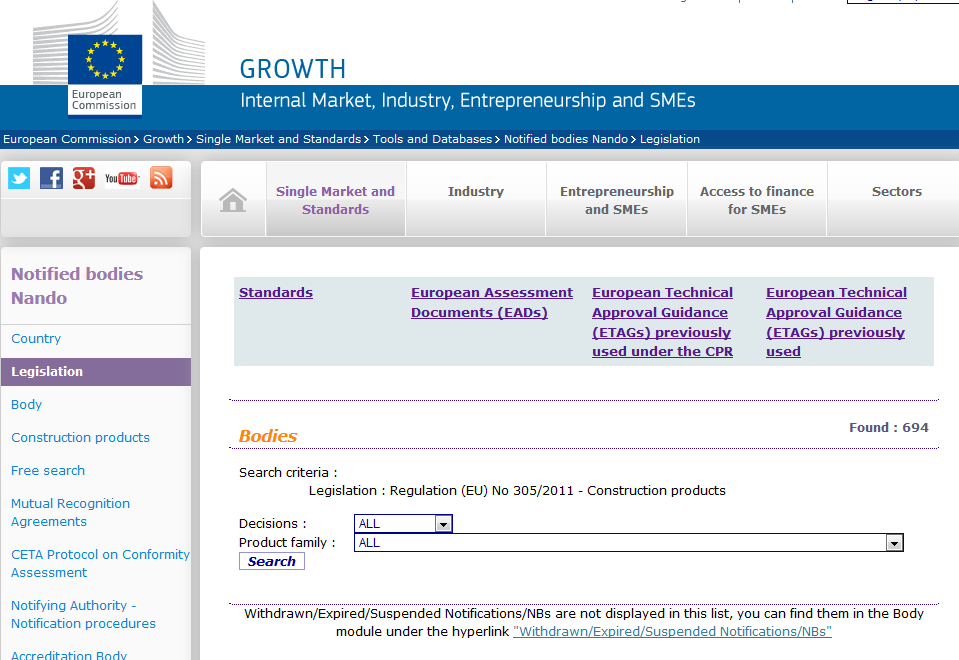 European
Commission
GROWTH
Internal Market, Industry, Entrepreneurship and SMEs
European Commission > Growth > Single Market and Standards > Tools and Databases > Notified bodies Nando > Legislation
You Tube
Single Market and
Standards
Industry
Entrepreneurship
and SMEs
Access to finance
for SMEs
Sectors
Notified bodies
Nando
Country
Legislation
Body
Construction products
Free search
Mutual Recognition
Agreements
CETA Protocol on Conformity
Assessment
Notifying Authority -
Notification procedures
Accreditation Body
Standards
European Assessment
Documents (EADs)
European Technical
Approval Guidance
(ETAGs) previously
used under the CPR
European Technical
Approval Guidance
(ETAGs) previously
used
Bodies
Found : 694
Search criteria :
Legislation : Regulation (EU) No 305/2011 - Construction products
Decisions : ALL
Product family : ALL
Search
Withdrawn/Expired/Suspended Notifications/NBs are not displayed in this list, you can find them in the Body
module under the hyperlink "Withdrawn/Expired/Suspended Notifications/NBs"